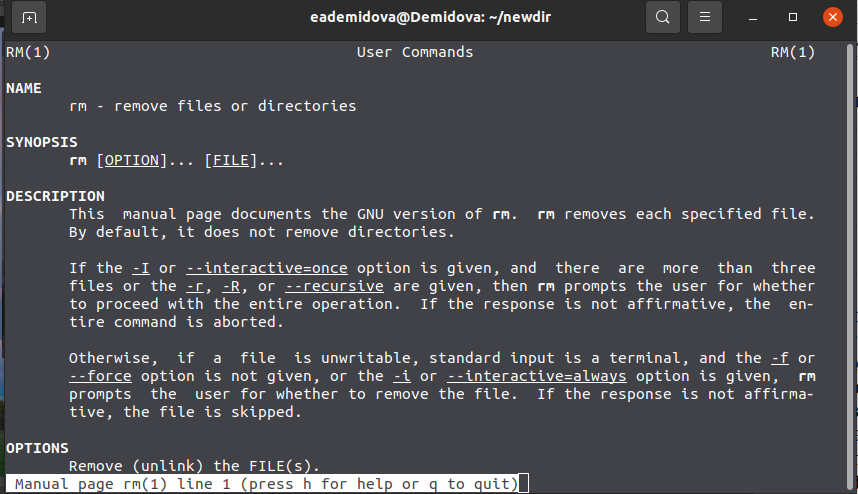 eademidova@Demidova: ~/newdir
RM(1) User Commands RM(1)
NAME
rm - remove files or directories
SYNOPSIS
rm [OPTION]... [FILE]...
DESCRIPTION
This manual page documents the GNU version of rm. rm removes each specified file.
By default, it does not remove directories.
If the -I or --interactive=once option is given, and there are more than three
files or the -r, -R, or --recursive are given, then rm prompts the user for whether
to proceed with the entire operation. If the response is not affirmative, the en-
tire command is aborted.
Otherwise, if a file is unwritable, standard input is a terminal, and the -f or
--force option is not given, or the -i or --interactive=always option is given, rm
prompts the user for whether to remove the file. If the response is not affirma-
tive, the file is skipped.
OPTIONS
Remove (unlink) the FILE(s).
Manual page rm(1) line 1 (press h for help or q to quit)